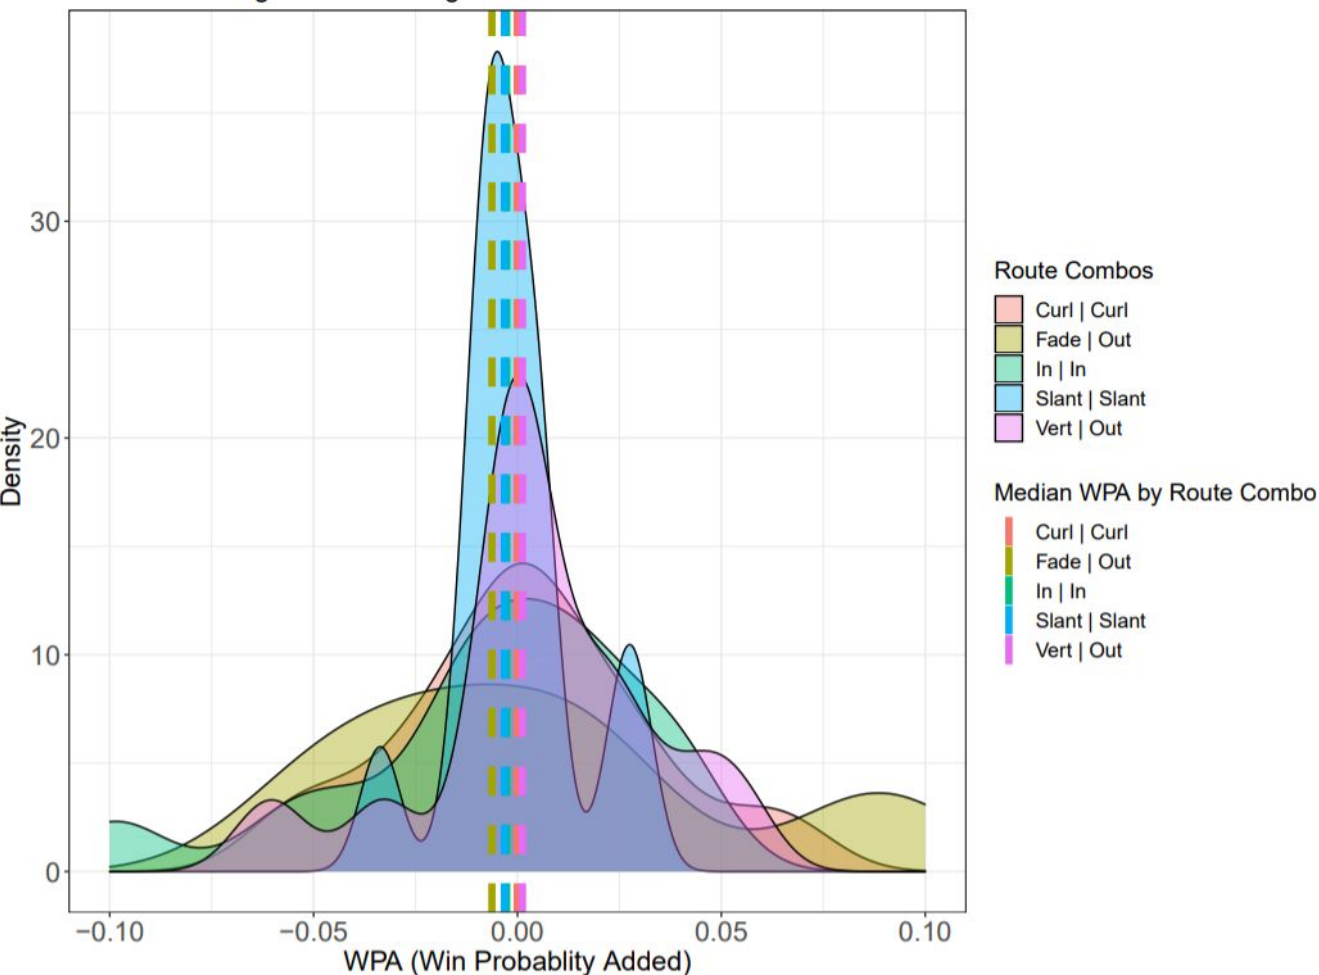 Density
30
20
10
0
−0.10
−0.05
0.00
0.05
0.10
WPA (Win Probablity Added)
Route Combos
Curl | Curl
Fade | Out
In | In
Slant | Slant
Vert | Out
Median WPA by Route Combo
Curl | Curl
Fade | Out
In | In
Slant | Slant
Vert | Out